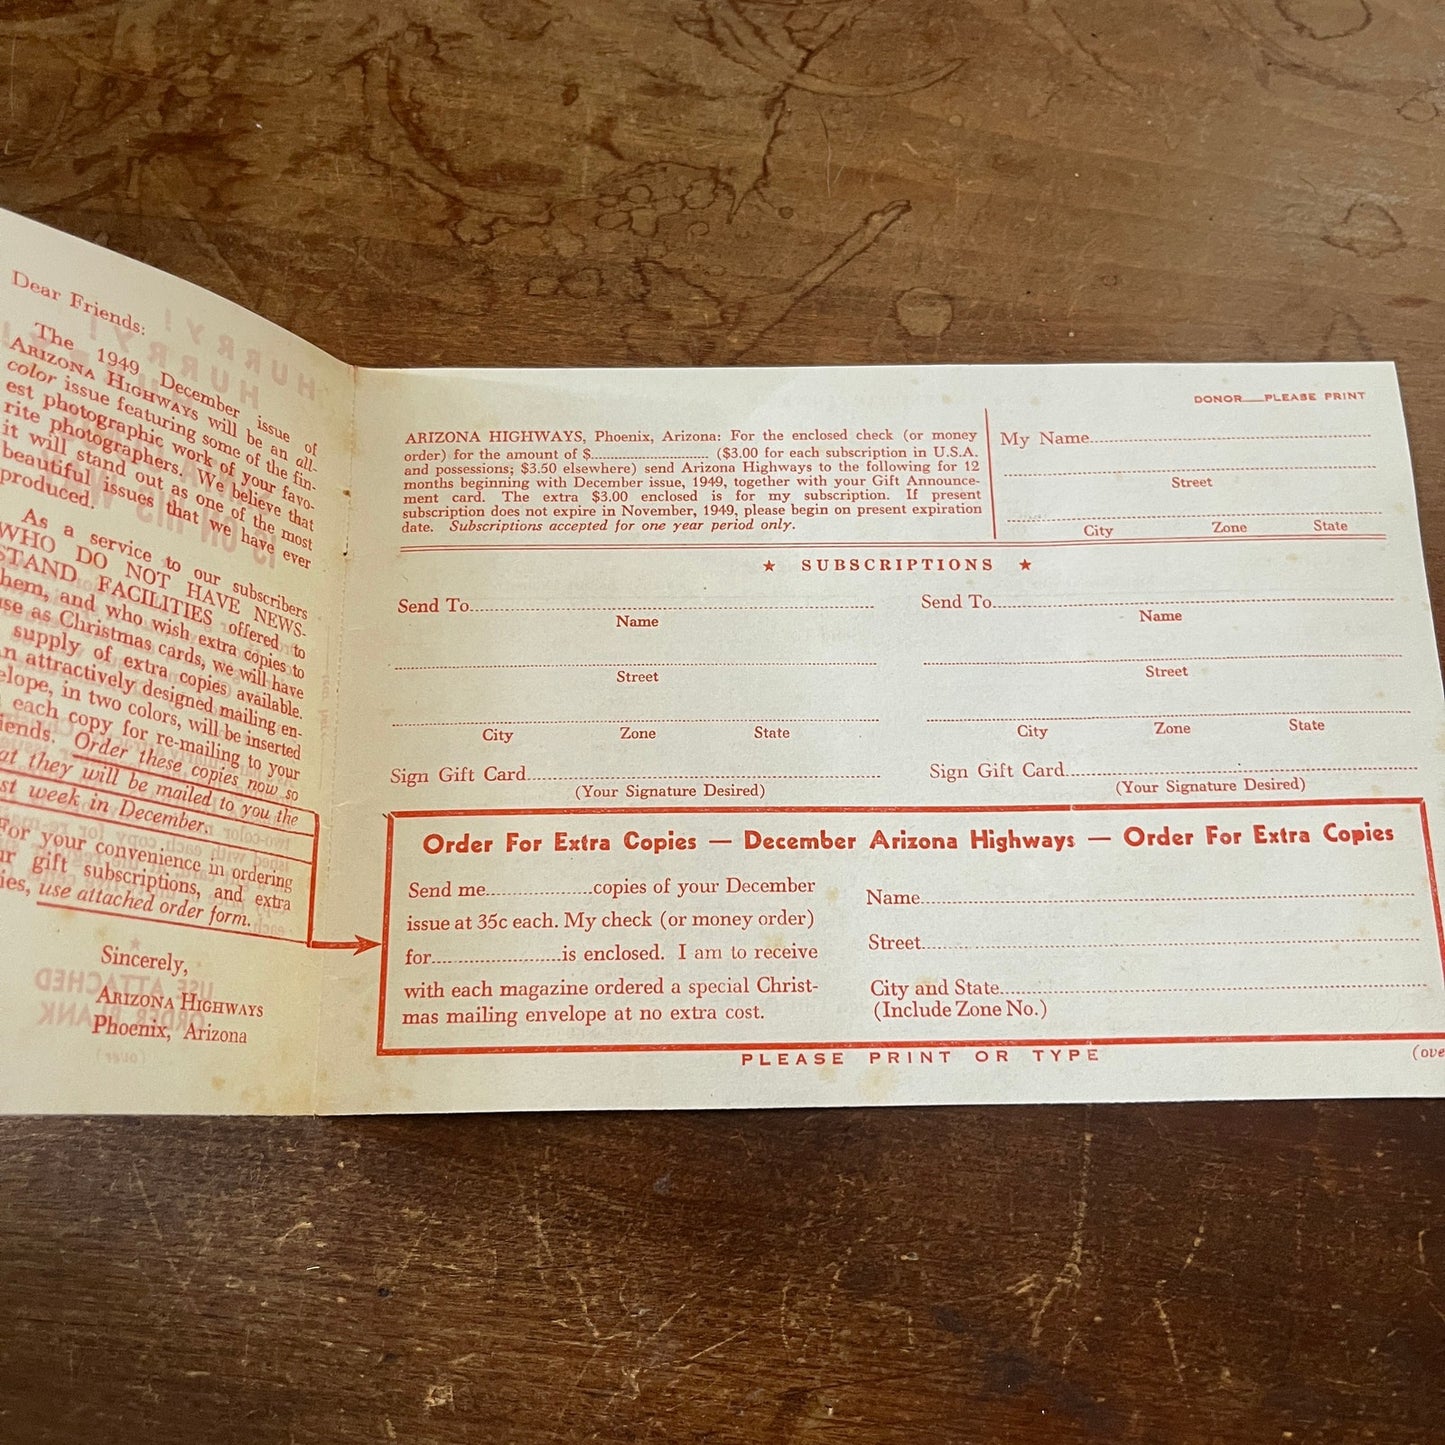 Dear Friends:
The 1949 December issue of
ARIZONA HIGHWAYS will be an all-
color issue featuring some of the fin-
est photographic work of your favo-
rite photographers. We believe that
it will stand out as one of the most
beautiful issues that we have ever
produced.
As a service to our subscribers
WHO DO NOT HAVE NEWS-
STAND FACILITIES offered to
them, and who wish extra copies to
use as Christmas cards, we will have
supply of extra copies available.
an attractively designed mailing en-
velope, in two colors, will be inserted
each copy for re-mailing to your
friends. Order these copies now so
that they will be mailed to you the
week in December.
For your convenience in ordering
gift subscriptions, and extra
use attached order form.
Sincerely,
ARIZONA HIGHWAYS
Phoenix, Arizona
DONOR—PLEASE PRINT
ARIZONA HIGHWAYS, Phoenix, Arizona: For the enclosed check (or money
order) for the amount of $ ($3.00 for each subscription in U.S.A.
and possessions; $3.50 elsewhere) send Arizona Highways to the following for 12
months beginning with December issue, 1949, together with your Gift Announce-
ment card. The extra $3.00 enclosed is for my subscription. If present
subscription does not expire in November, 1949, please begin on present expiration
date. Subscriptions accepted for one year period only.
My Name
Street
City Zone State
★ SUBSCRIPTIONS ★
Send To
Name
Street
City Zone State
Sign Gift Card
(Your Signature Desired)
Send To
Name
Street
City Zone State
Sign Gift Card
(Your Signature Desired)
Order For Extra Copies — December Arizona Highways — Order For Extra Copies
Send me copies of your December
issue at 35c each. My check (or money order)
for is enclosed. I am to receive
with each magazine ordered a special Christ-
mas mailing envelope at no extra cost.
Name
Street
City and State
(Include Zone No.)
PLEASE PRINT OR TYPE